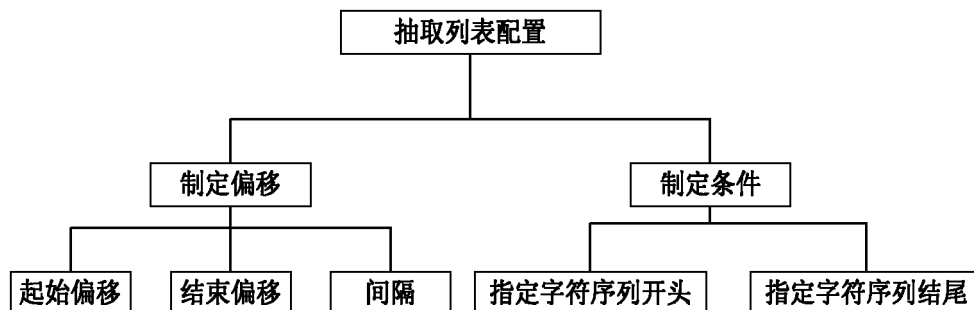 抽取列表配置
制定偏移
制定条件
起始偏移
结束偏移
间隔
指定字符序列开头
指定字符序列结尾